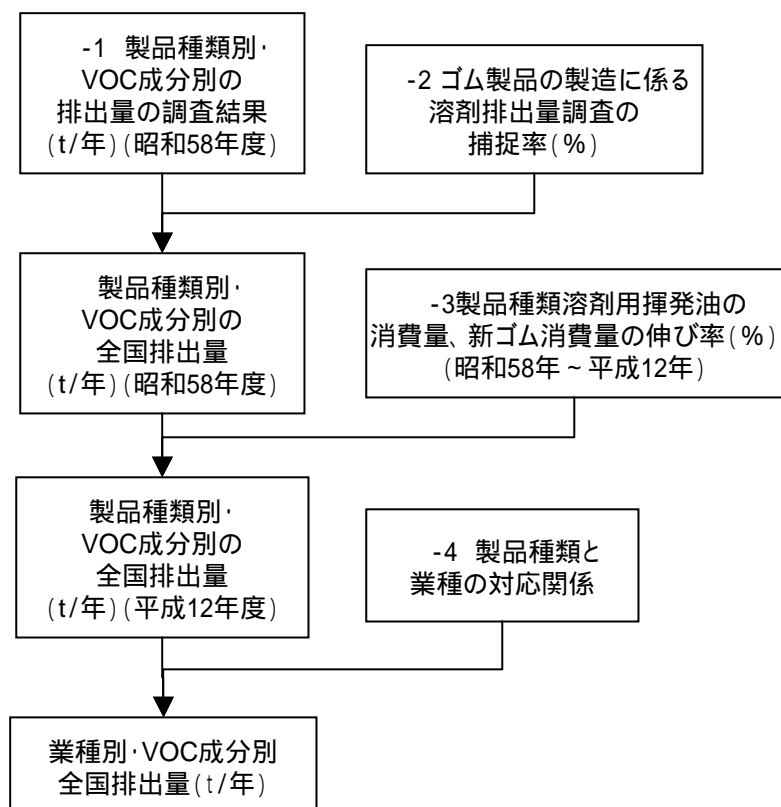 -1 製品種類別・
VOC成分別の
排出量の調査結果
(t/年)(昭和58年度)
-2 ゴム製品の製造に係る
溶剤排出量調査の
捕捉率(%)
製品種類別・
VOC成分別の
全国排出量
(t/年)(昭和58年度)
-3製品種類溶剤用揮発油の
消費量、新ゴム消費量の伸び率(%)
(昭和58年~平成12年)
製品種類別・
VOC成分別の
全国排出量
(t/年)(平成12年度)
-4 製品種類と
業種の対応関係
業種別・VOC成分別
全国排出量(t/年)